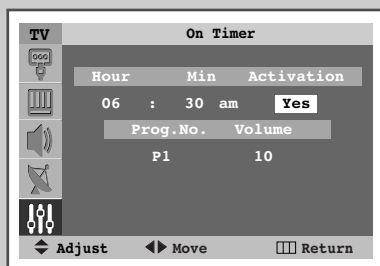 TV On Timer
Hour Min Activation
06 : 30 am Yes
Prog.No. Volume
P1 10
Adjust Move Return